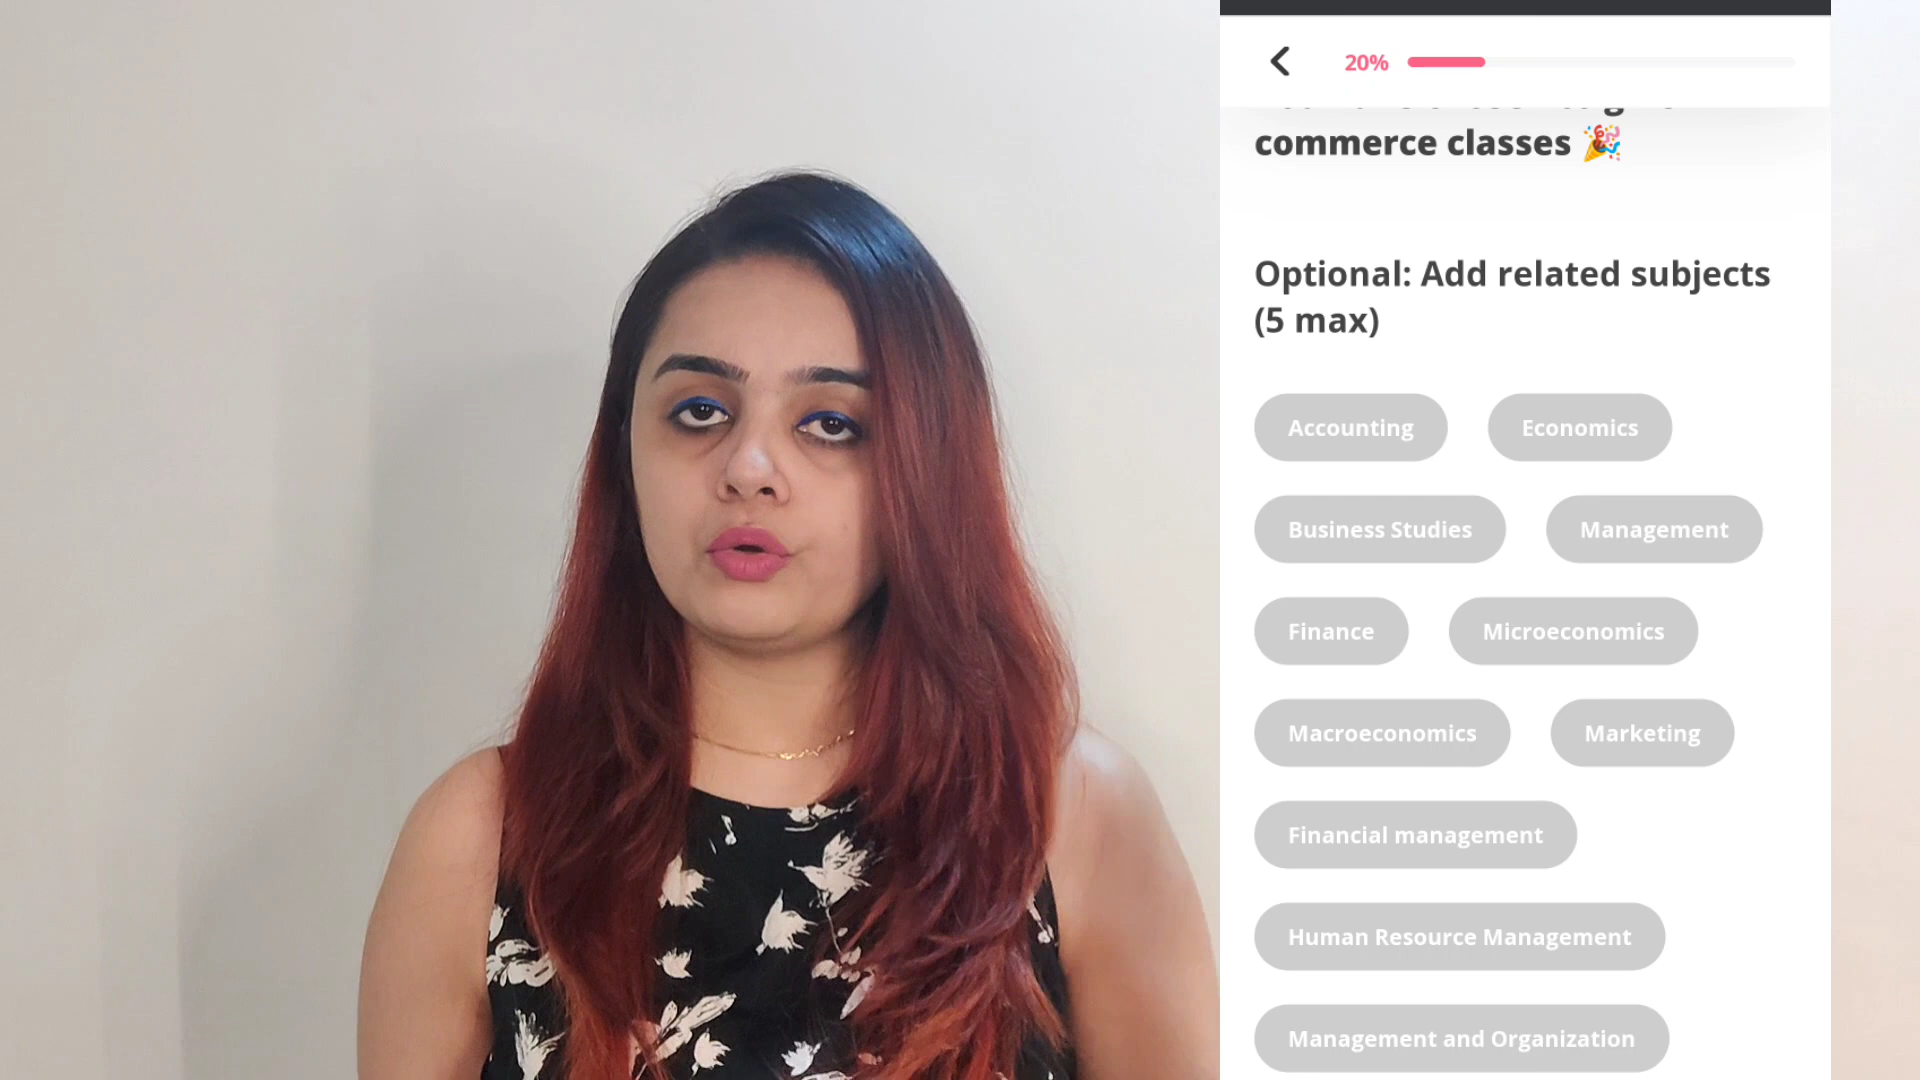 20%
commerce classes 🎉
Optional: Add related subjects
(5 max)
Accounting Economics
Business Studies Management
Finance Microeconomics
Macroeconomics Marketing
Financial management
Human Resource Management
Management and Organization